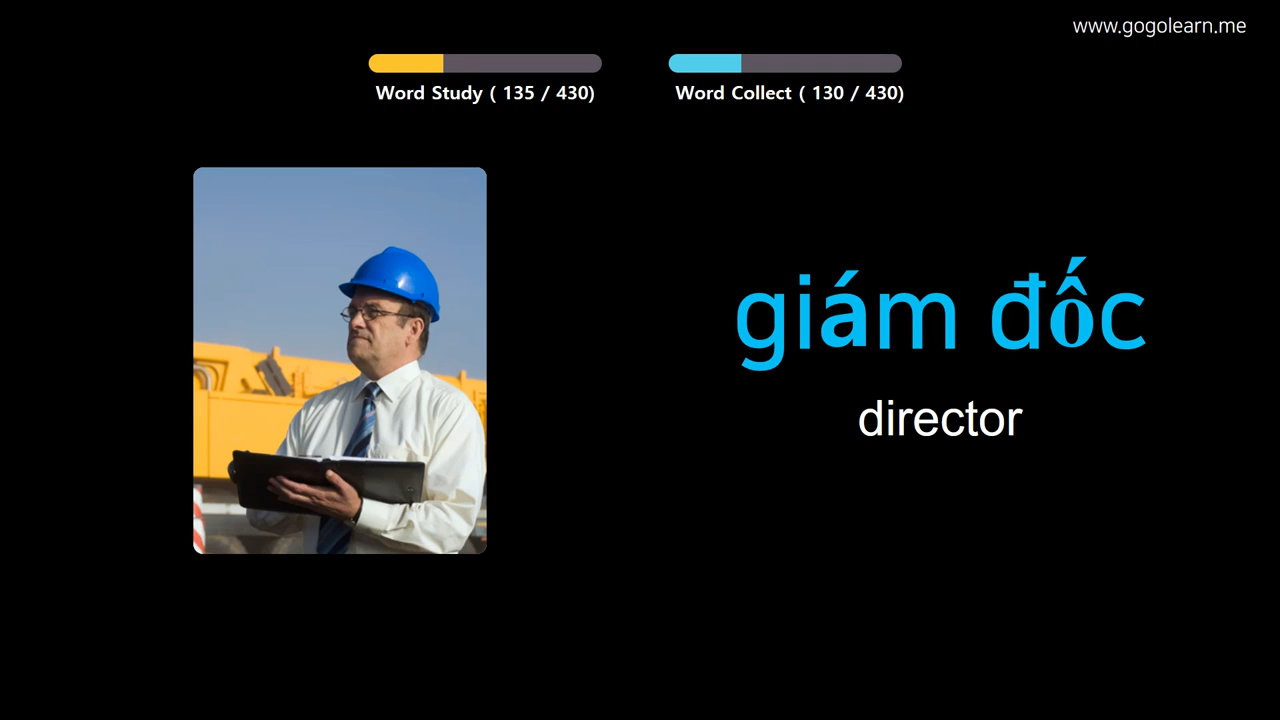 www.gogolearn.me
Word Study ( 135 / 430)
Word Collect ( 130 / 430)
giám đốc
director